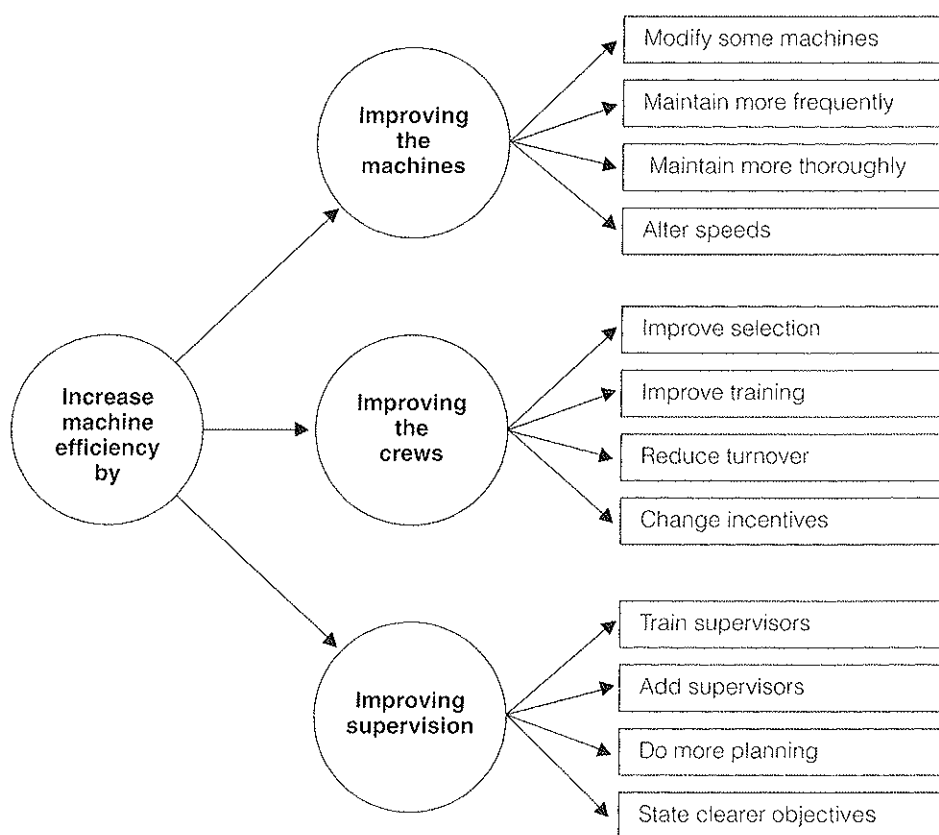 Increase
machine
efficiency
by
Improving
the
machines
Modify some machines
Maintain more frequently
Maintain more thoroughly
Alter speeds
Improving
the
crews
Improve selection
Improve training
Reduce turnover
Change incentives
Improving
supervision
Train supervisors
Add supervisors
Do more planning
State clearer objectives